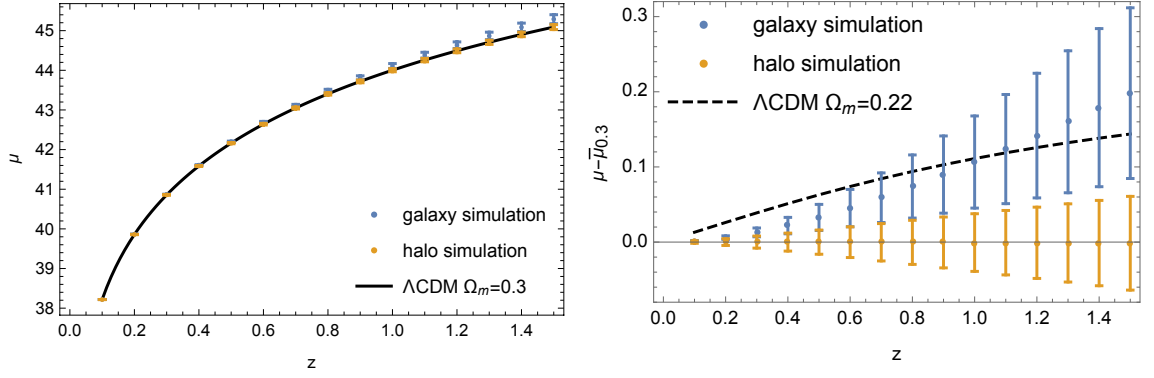 45
44
43
42
41
40
39
38
μ
galaxy simulation
halo simulation
ΛCDM Ωm=0.3
0.0 0.2 0.4 0.6 0.8 1.0 1.2 1.4
z
0.3
0.2
0.1
0.0
μ-μ̅0.3
galaxy simulation
halo simulation
ΛCDM Ωm=0.22
0.0 0.2 0.4 0.6 0.8 1.0 1.2 1.4
z